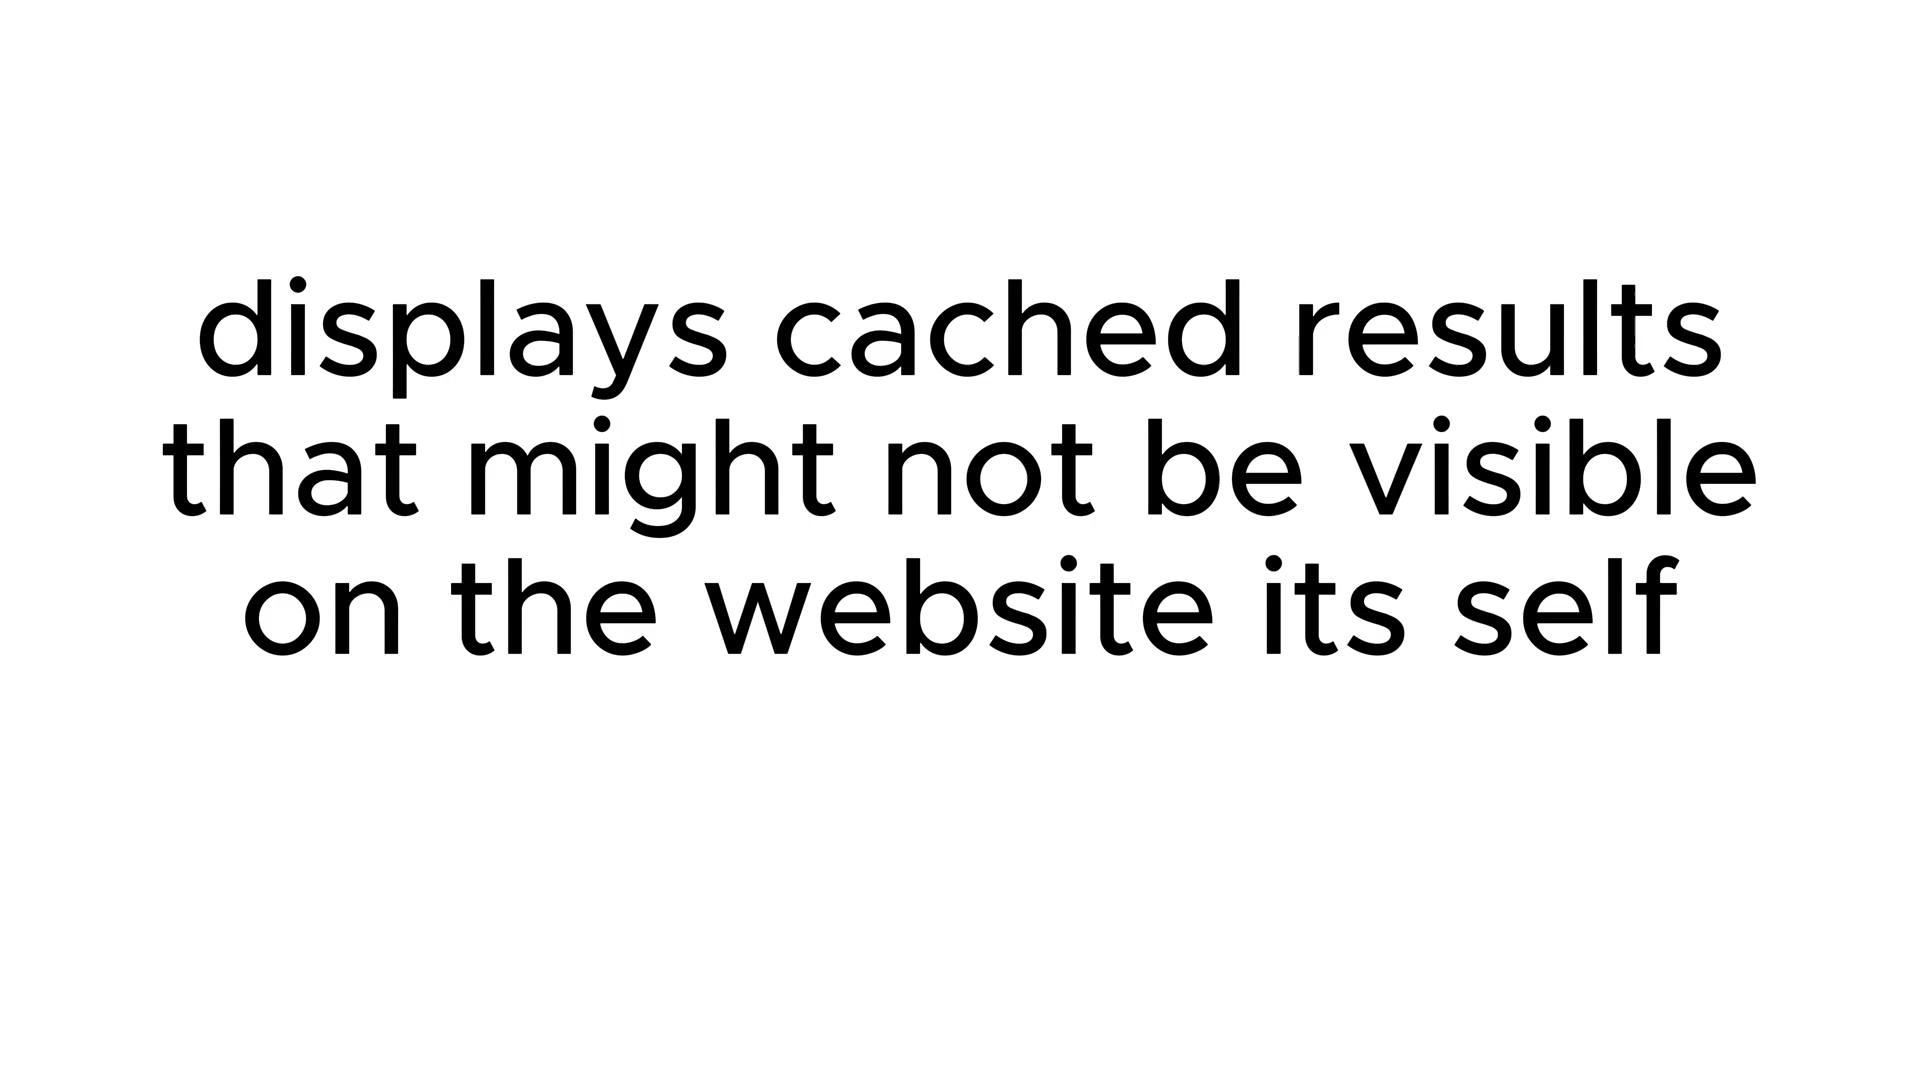 displays cached results
that might not be visible
on the website its self